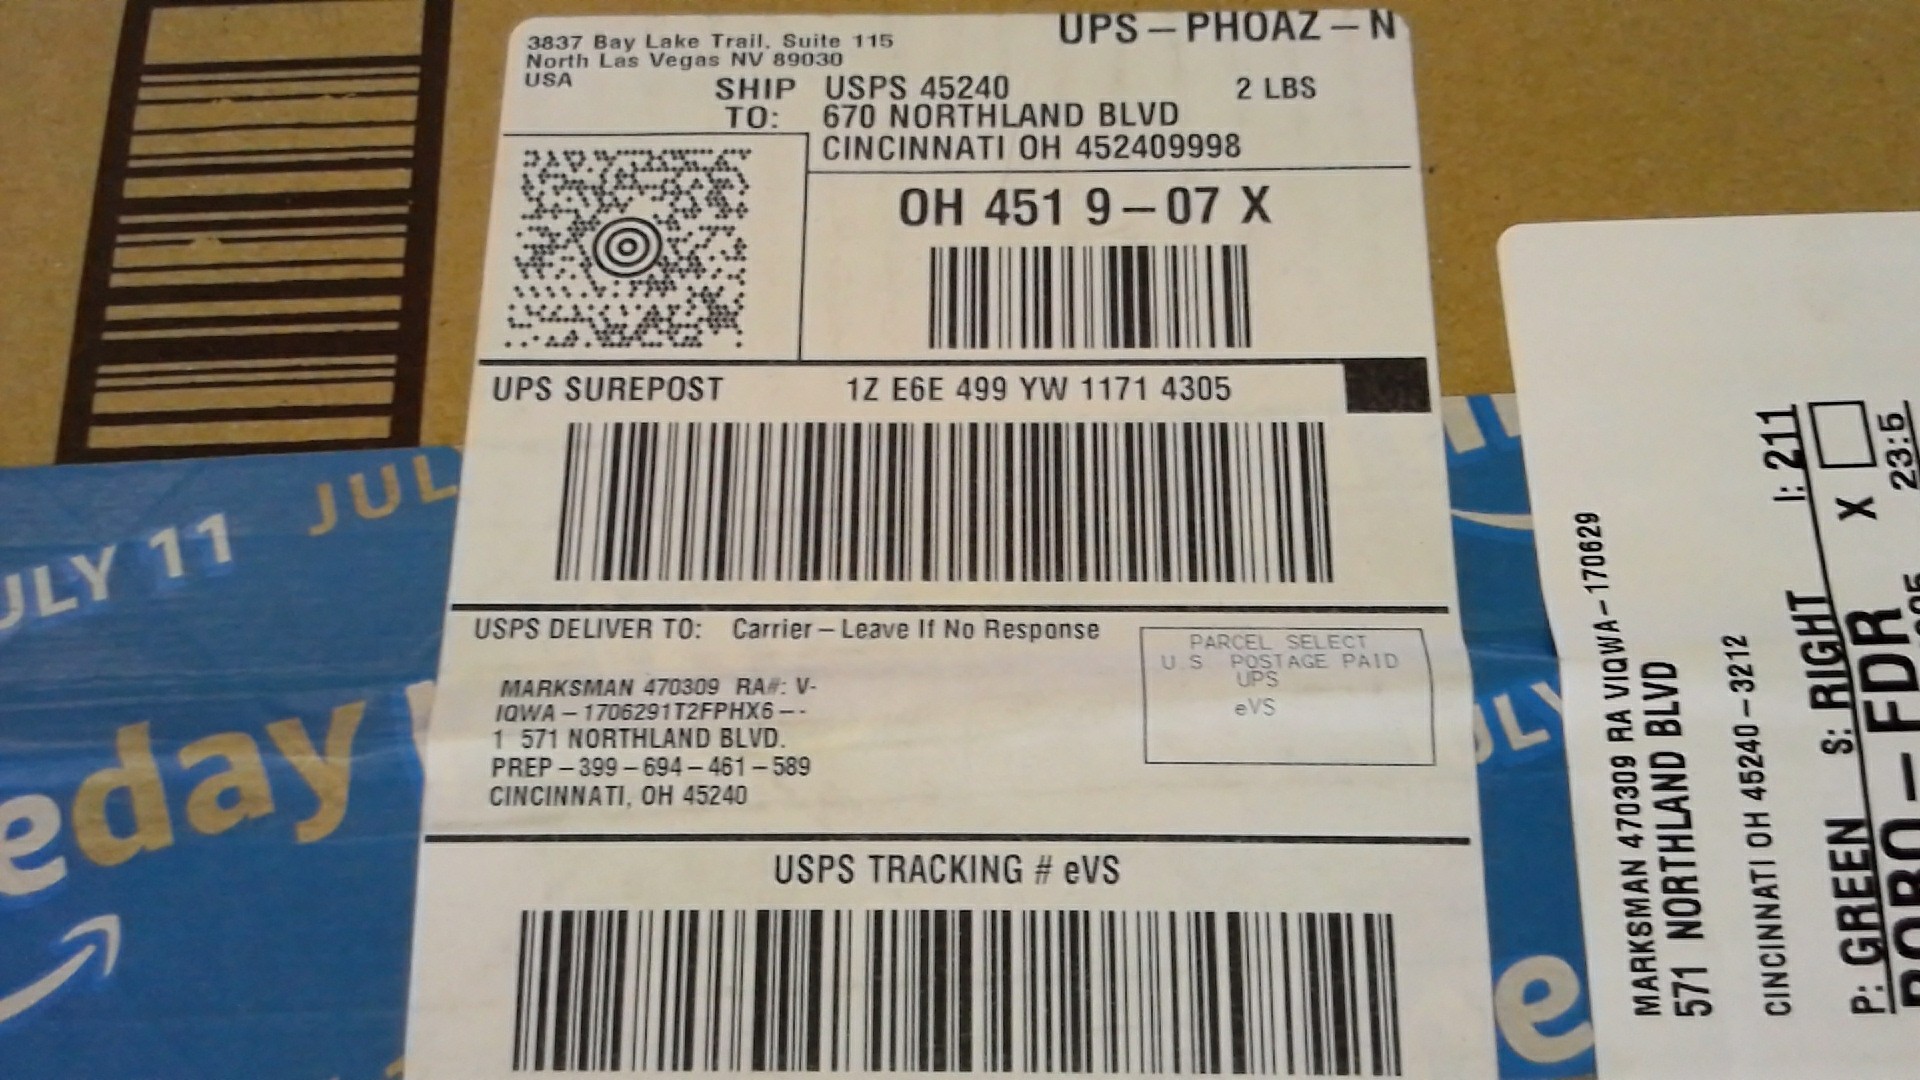 UPS-PHOAZ-N
3837 Bay Lake Trail, Suite 115
North Las Vegas NV 89030
USA
SHIP TO:
USPS 45240
2 LBS
670 NORTHLAND BLVD
CINCINNATI OH 452409998
OH 451 9-07 X
UPS SUREPOST
1Z E6E 499 YW 1171 4305
USPS DELIVER TO: Carrier-Leave If No Response
MARKSMAN 470309 RA#: V-
IQWA-1706291T2FPHX6--
1 571 NORTHLAND BLVD.
PREP-399-694-461-589
CINCINNATI, OH 45240
PARCEL SELECT
U.S POSTAGE PAID
UPS
eVS
USPS TRACKING # eVS
JULY 11
JUL
eday
ULY
e
MARKSMAN 470309 RA VIQWA-170629
571 NORTHLAND BLVD
CINCINNATI OH 45240-3212
P: GREEN S: RIGHT I: 211
X
FDR
23:5